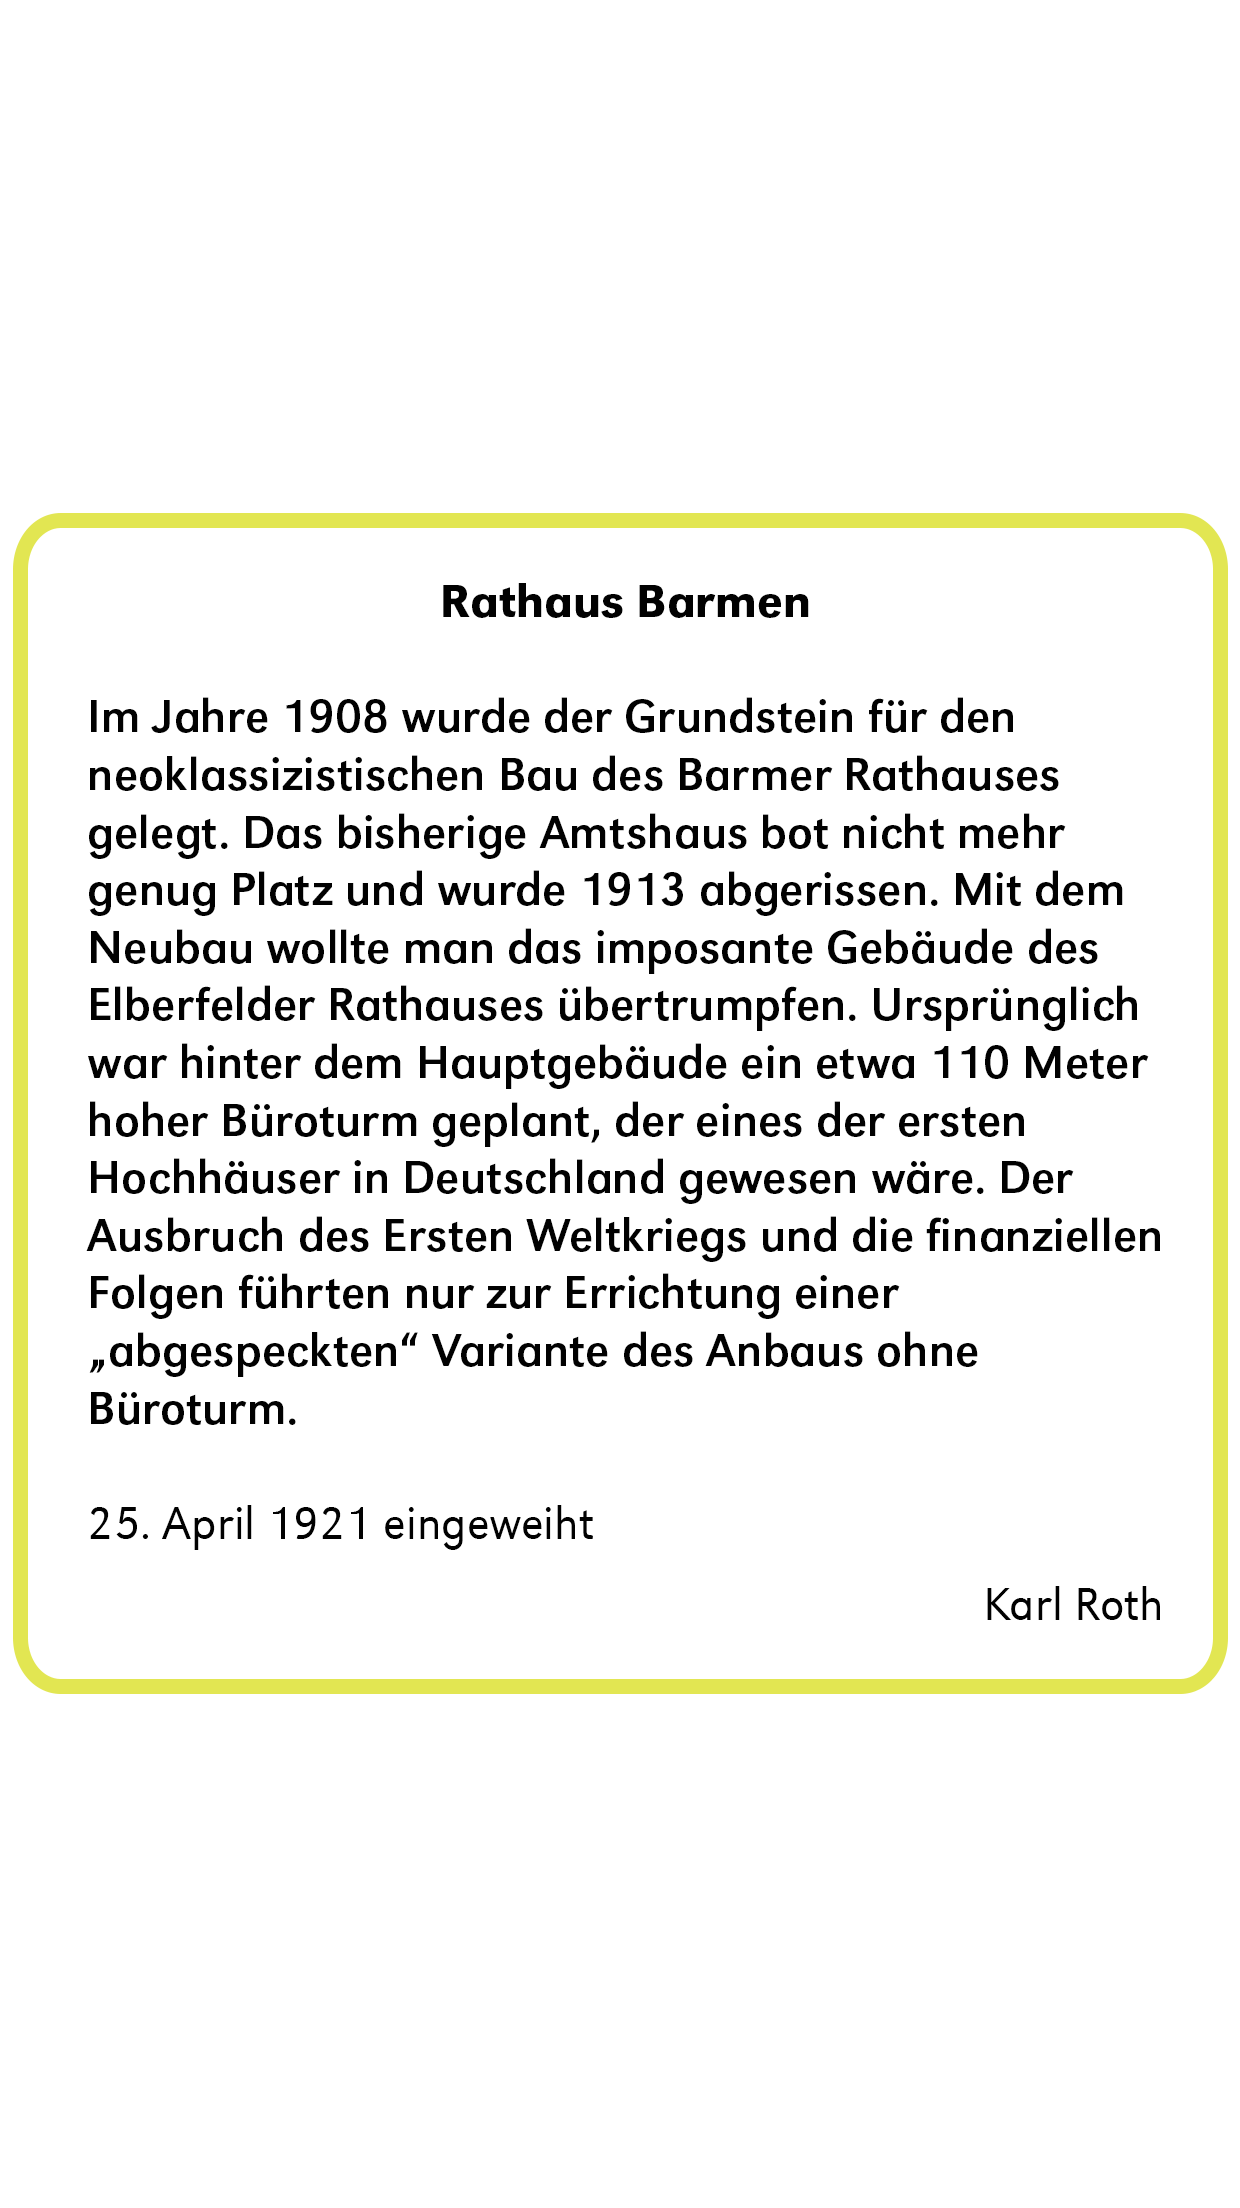 Rathaus Barmen
Im Jahre 1908 wurde der Grundstein für den
neoklassizistischen Bau des Barmer Rathauses
gelegt. Das bisherige Amtshaus bot nicht mehr
genug Platz und wurde 1913 abgerissen. Mit dem
Neubau wollte man das imposante Gebäude des
Elberfelder Rathauses übertrumpfen. Ursprünglich
war hinter dem Hauptgebäude ein etwa 110 Meter
hoher Büroturm geplant, der eines der ersten
Hochhäuser in Deutschland gewesen wäre. Der
Ausbruch des Ersten Weltkriegs und die finanziellen
Folgen führten nur zur Errichtung einer
„abgespeckten“ Variante des Anbaus ohne
Büroturm.
25. April 1921 eingeweiht
Karl Roth